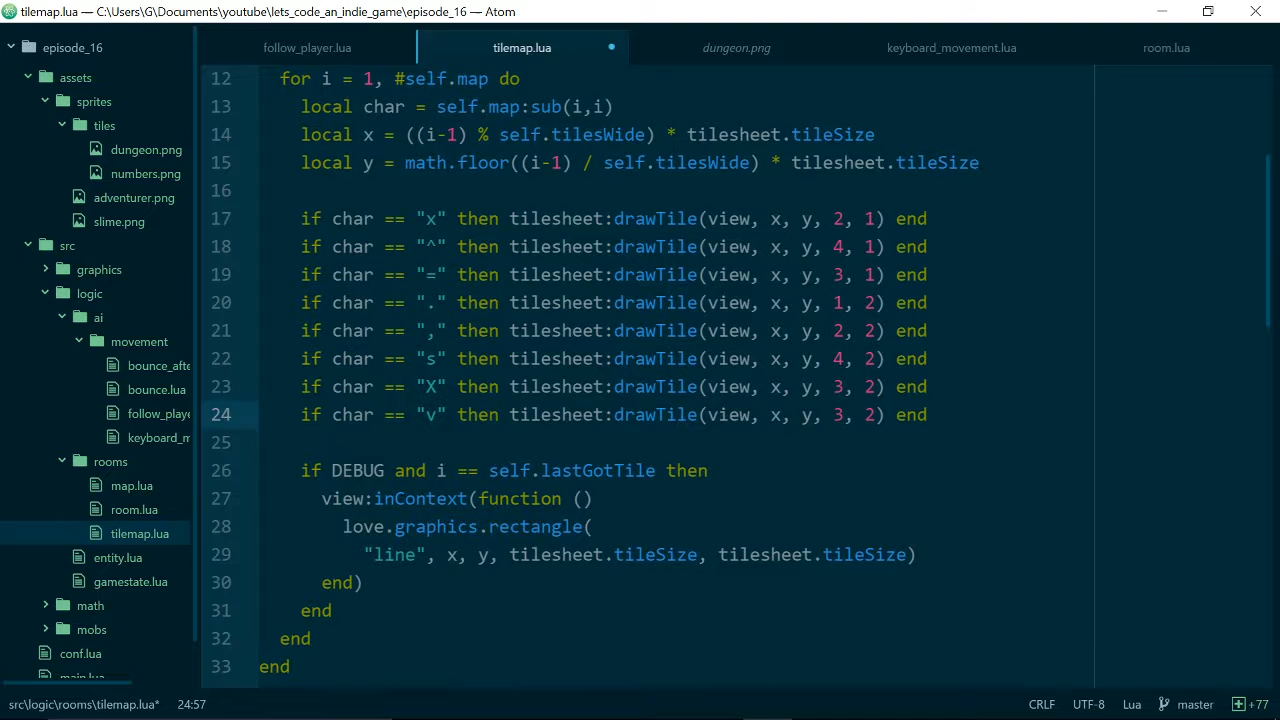 tilemap.lua — C:\Users\G\Documents\youtube\lets_code_an_indie_game\episode_16 — Atom
episode_16
assets
sprites
tiles
dungeon.png
numbers.png
adventurer.png
slime.png
src
graphics
logic
ai
movement
bounce_afte
bounce.lua
follow_playe
keyboard_m
rooms
map.lua
room.lua
tilemap.lua
entity.lua
gamestate.lua
math
mobs
conf.lua
main.lua
follow_player.lua
tilemap.lua
dungeon.png
keyboard_movement.lua
room.lua
12 for i = 1, #self.map do
13 local char = self.map:sub(i,i)
14 local x = ((i-1) % self.tilesWide) * tilesheet.tileSize
15 local y = math.floor((i-1) / self.tilesWide) * tilesheet.tileSize
16
17 if char == "x" then tilesheet:drawTile(view, x, y, 2, 1) end
18 if char == "^" then tilesheet:drawTile(view, x, y, 4, 1) end
19 if char == "=" then tilesheet:drawTile(view, x, y, 3, 1) end
20 if char == "." then tilesheet:drawTile(view, x, y, 1, 2) end
21 if char == "," then tilesheet:drawTile(view, x, y, 2, 2) end
22 if char == "s" then tilesheet:drawTile(view, x, y, 4, 2) end
23 if char == "X" then tilesheet:drawTile(view, x, y, 3, 2) end
24 if char == "v" then tilesheet:drawTile(view, x, y, 3, 2) end
25
26 if DEBUG and i == self.lastGotTile then
27 view:inContext(function ()
28 love.graphics.rectangle(
29 "line", x, y, tilesheet.tileSize, tilesheet.tileSize)
30 end)
31 end
32 end
33 end
src\logic\rooms\tilemap.lua* 24:57
CRLF UTF-8 Lua master +77